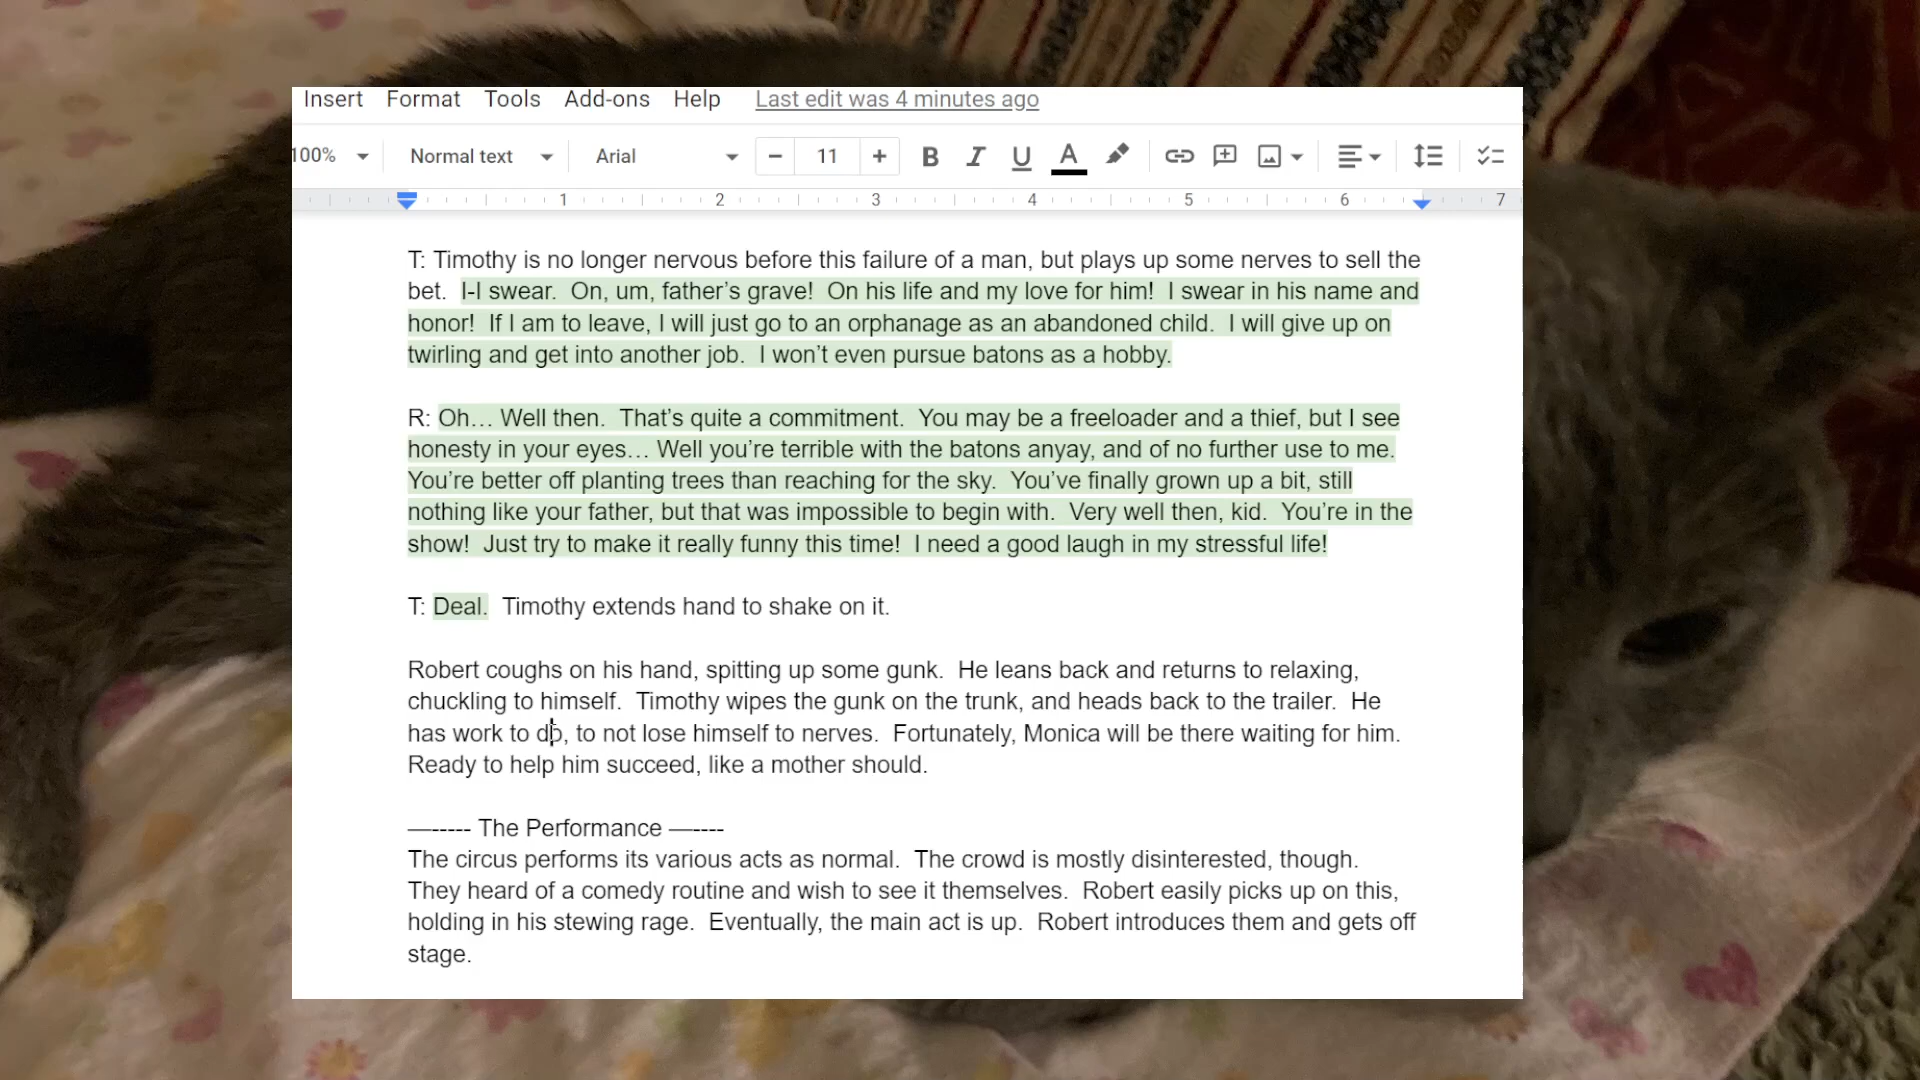 Insert Format Tools Add-ons Help Last edit was 4 minutes ago
100% Normal text Arial 11 B I U A
1 2 3 4 5 6 7
T: Timothy is no longer nervous before this failure of a man, but plays up some nerves to sell the
bet. I-I swear. On, um, father’s grave! On his life and my love for him! I swear in his name and
honor! If I am to leave, I will just go to an orphanage as an abandoned child. I will give up on
twirling and get into another job. I won’t even pursue batons as a hobby.
R: Oh… Well then. That’s quite a commitment. You may be a freeloader and a thief, but I see
honesty in your eyes… Well you’re terrible with the batons anyay, and of no further use to me.
You’re better off planting trees than reaching for the sky. You’ve finally grown up a bit, still
nothing like your father, but that was impossible to begin with. Very well then, kid. You’re in the
show! Just try to make it really funny this time! I need a good laugh in my stressful life!
T: Deal. Timothy extends hand to shake on it.
Robert coughs on his hand, spitting up some gunk. He leans back and returns to relaxing,
chuckling to himself. Timothy wipes the gunk on the trunk, and heads back to the trailer. He
has work to do, to not lose himself to nerves. Fortunately, Monica will be there waiting for him.
Ready to help him succeed, like a mother should.
—----- The Performance —----
The circus performs its various acts as normal. The crowd is mostly disinterested, though.
They heard of a comedy routine and wish to see it themselves. Robert easily picks up on this,
holding in his stewing rage. Eventually, the main act is up. Robert introduces them and gets off
stage.